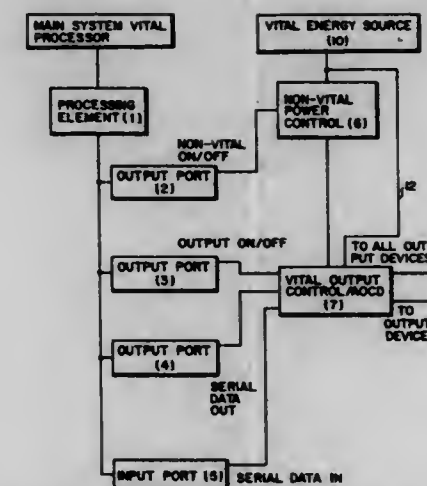 MAIN SYSTEM VITAL
PROCESSOR
VITAL ENERGY SOURCE
(10)
PROCESSING
ELEMENT (1)
NON-VITAL
POWER
CONTROL (6)
NON-VITAL
ON/OFF
OUTPUT PORT
(2)
12
OUTPUT ON/OFF
TO ALL OUT
PUT DEVICES
OUTPUT PORT
(3)
VITAL OUTPUT
CONTROL/AOCD
(7)
TO
OUTPUT
DEVICE
OUTPUT PORT
(4)
SERIAL
DATA
OUT
INPUT PORT (5)
SERIAL DATA IN